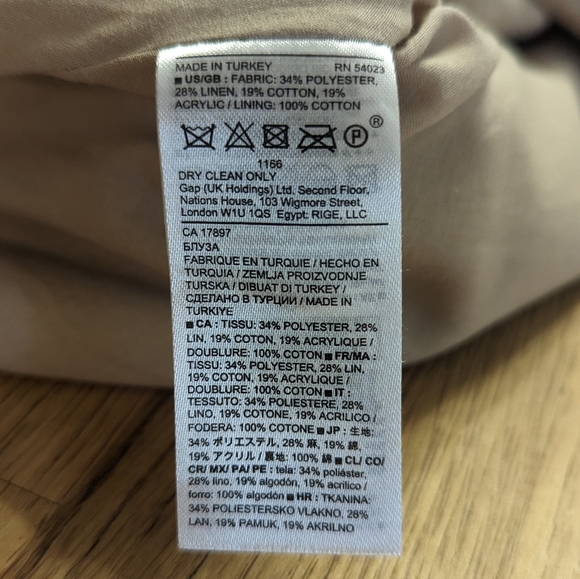 MADE IN TURKEY RN 54023
■ US/GB : FABRIC: 34% POLYESTER,
28% LINEN, 19% COTTON, 19%
ACRYLIC / LINING: 100% COTTON
P ®
1166
DRY CLEAN ONLY
Gap (UK Holdings) Ltd. Second Floor,
Nations House, 103 Wigmore Street,
London W1U 1QS Egypt: RIGE, LLC
CA 17897
БЛУЗА
FABRIQUE EN TURQUIE / HECHO EN
TURQUIA / ZEMLJA PROIZVODNJE
TURSKA / DIBUAT DI TURKEY /
СДЕЛАНО В ТУРЦИИ / MADE IN
TURKIYE
■ CA : TISSU: 34% POLYESTER, 28%
LIN, 19% COTON, 19% ACRYLIQUE /
DOUBLURE: 100% COTON ■ FR/MA :
TISSU: 34% POLYESTER, 28% LIN,
19% COTON, 19% ACRYLIQUE /
DOUBLURE: 100% COTON ■ IT :
TESSUTO: 34% POLIESTERE, 28%
LINO, 19% COTONE, 19% ACRILICO /
FODERA: 100% COTONE ■ JP : 生地:
34% ポリエステル, 28% 麻, 19% 綿,
19% アクリル / 裏地: 100% 綿 ■ CL/ CO/
CR/ MX/ PA/ PE : tela: 34% poliéster,
28% lino, 19% algodón, 19% acrílico /
forro: 100% algodón ■ HR : TKANINA:
34% POLIESTERSKO VLAKNO, 28%
LAN, 19% PAMUK, 19% AKRILNO